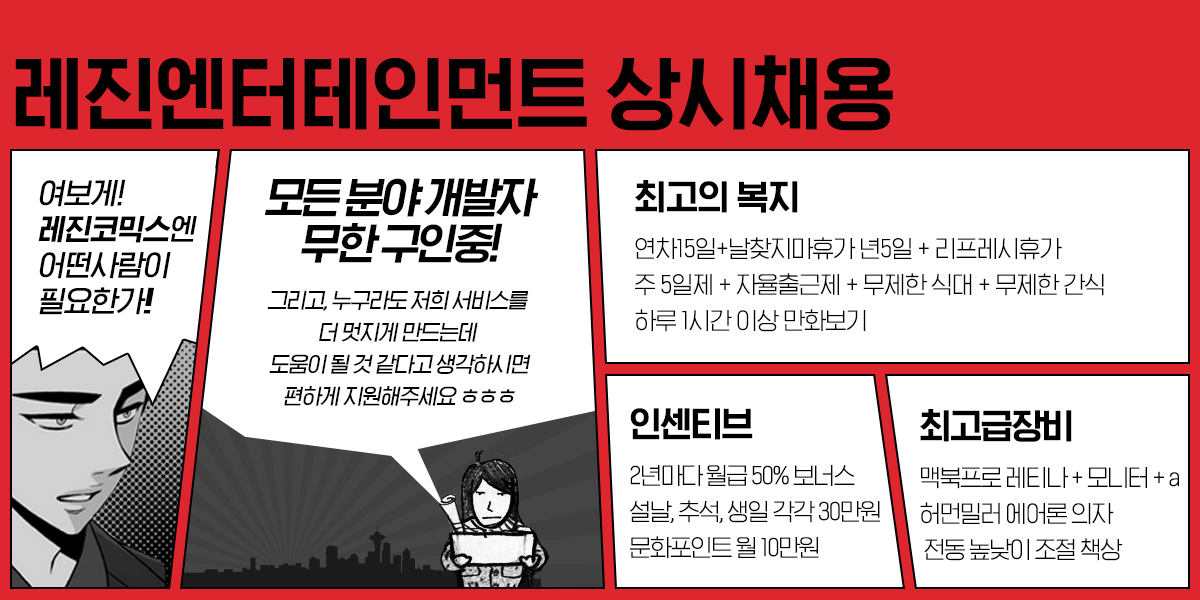 레진엔터테인먼트 상시채용
여보게!
레진코믹스엔
어떤사람이
필요한가!!
모든 분야 개발자
무한 구인중!
그리고, 누구라도 저희 서비스를
더 멋지게 만드는데
도움이 될 것 같다고 생각하시면
편하게 지원해주세요 ㅎㅎㅎ
최고의 복지
연차15일+날찾지마휴가 년5일 + 리프레시휴가
주 5일제 + 자율출근제 + 무제한 식대 + 무제한 간식
하루 1시간 이상 만화보기
인센티브
2년마다 월급 50% 보너스
설날, 추석, 생일 각각 30만원
문화포인트 월 10만원
최고급장비
맥북프로 레티나 + 모니터 + a
허먼밀러 에어론 의자
전동 높낮이 조절 책상